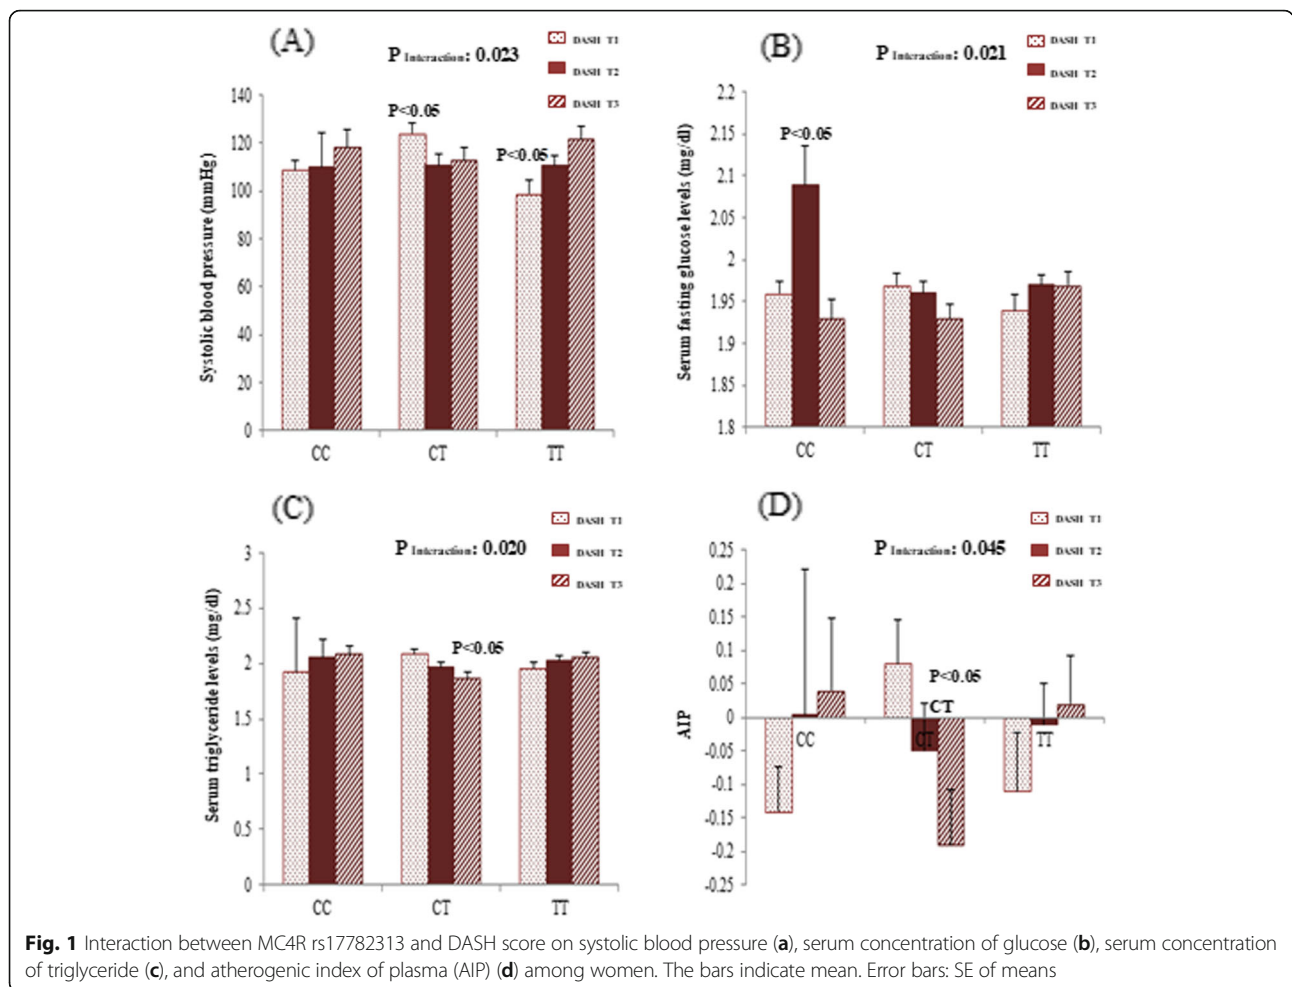 (A)
P Interaction: 0.023
DASH T1
DASH T2
DASH T3
Systolic blood pressure (mmHg)
140
120
100
80
60
40
20
0
P<0.05
P<0.05
CC
CT
TT
(B)
P Interaction: 0.021
DASH T1
DASH T2
DASH T3
Serum fasting glucose levels (mg/dl)
2.2
2.15
2.1
2.05
2
1.95
1.9
1.85
1.8
P<0.05
CC
CT
TT
(C)
P Interaction: 0.020
DASH T1
DASH T2
DASH T3
Serum triglyceride levels (mg/dl)
3
2.5
2
1.5
1
0.5
0
P<0.05
CC
CT
TT
(D)
P Interaction: 0.045
DASH T1
DASH T2
DASH T3
AIP
0.25
0.2
0.15
0.1
0.05
0
-0.05
-0.1
-0.15
-0.2
-0.25
P<0.05
CT
CC
CT
TT
Fig. 1 Interaction between MC4R rs17782313 and DASH score on systolic blood pressure (a), serum concentration of glucose (b), serum concentration
of triglyceride (c), and atherogenic index of plasma (AIP) (d) among women. The bars indicate mean. Error bars: SE of means